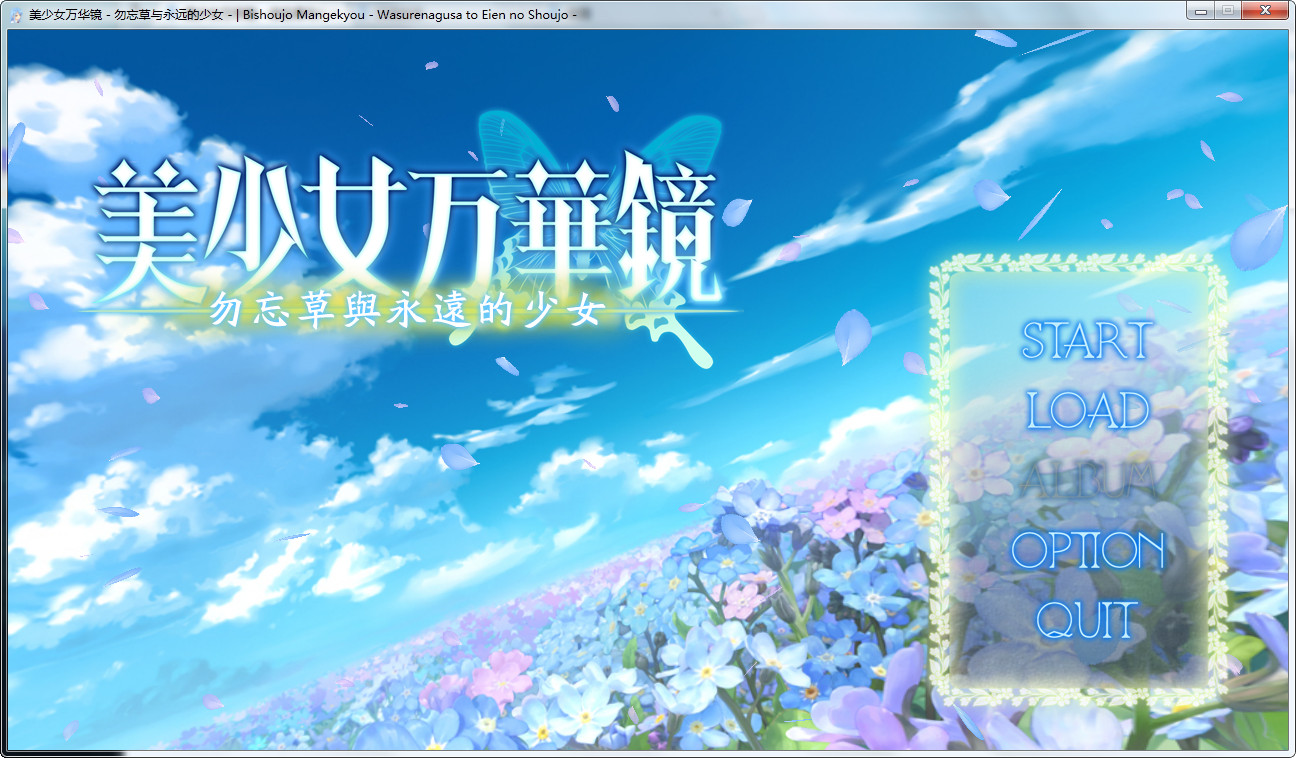 美少女万华镜 - 勿忘草与永远的少女 - | Bishoujo Mangekyou - Wasurenagusa to Eien no Shoujo -
美少女万華鏡
勿忘草與永遠的少女
START
LOAD
ALBUM
OPTION
QUIT